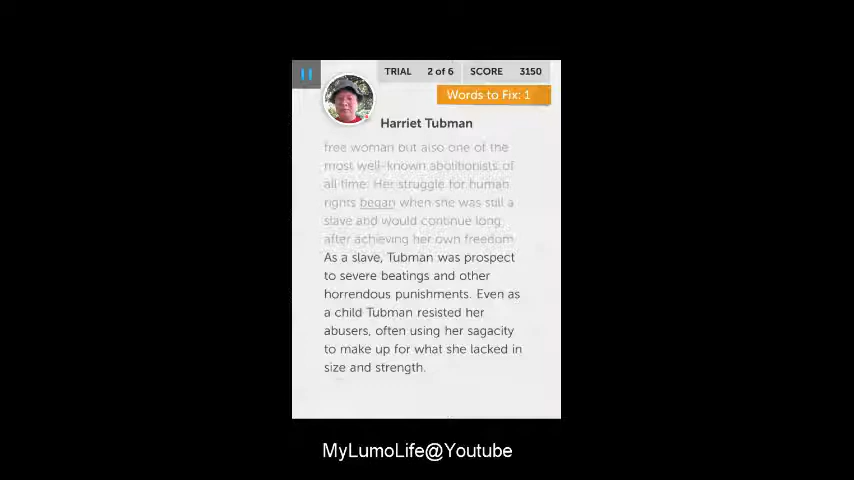 TRIAL 2 of 6 SCORE 3150
Words to Fix: 1
Harriet Tubman
free woman but also one of the
most well-known abolitionists of
all time. Her struggle for human
rights began when she was still a
slave and would continue long
after achieving her own freedom.
As a slave, Tubman was prospect
to severe beatings and other
horrendous punishments. Even as
a child Tubman resisted her
abusers, often using her sagacity
to make up for what she lacked in
size and strength.
MyLumoLife@Youtube